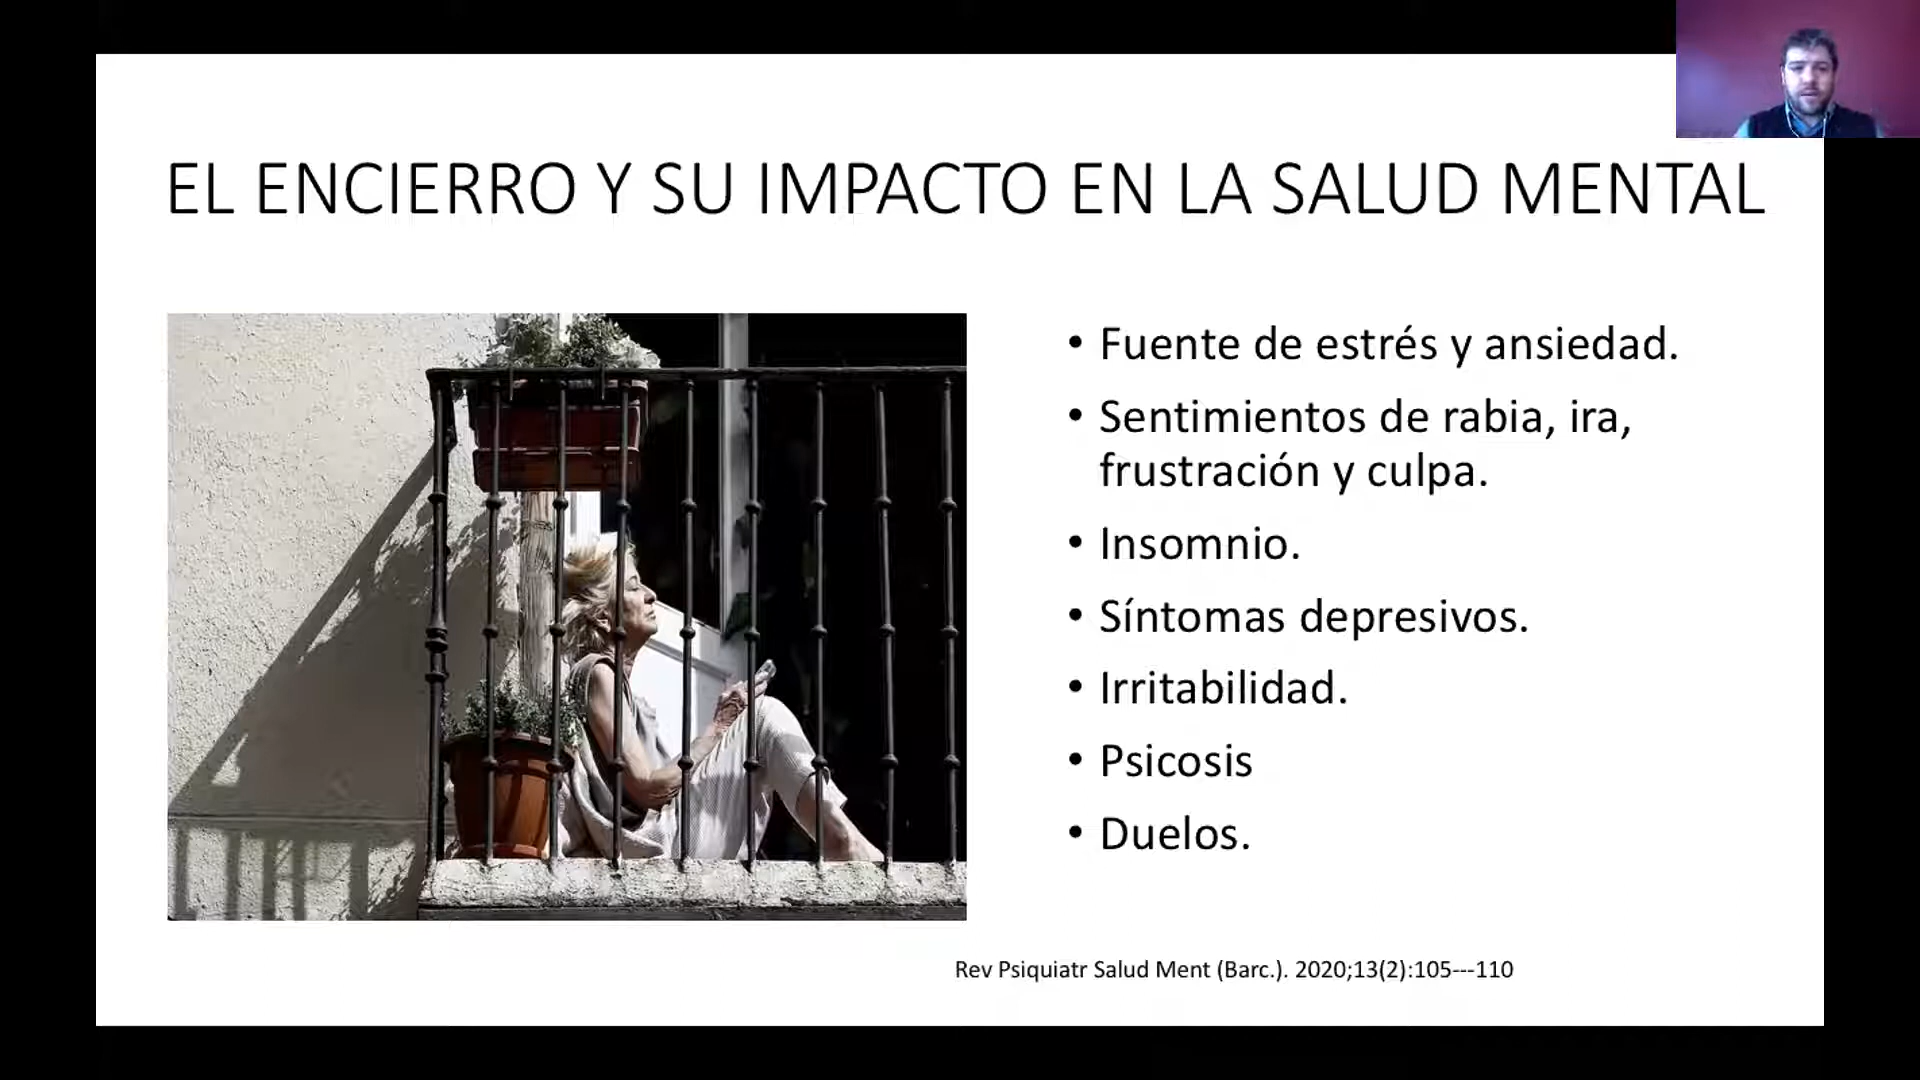 EL ENCIERRO Y SU IMPACTO EN LA SALUD MENTAL
• Fuente de estrés y ansiedad.
• Sentimientos de rabia, ira,
frustración y culpa.
• Insomnio.
• Síntomas depresivos.
• Irritabilidad.
• Psicosis
• Duelos.
Rev Psiquiatr Salud Ment (Barc.). 2020;13(2):105---110